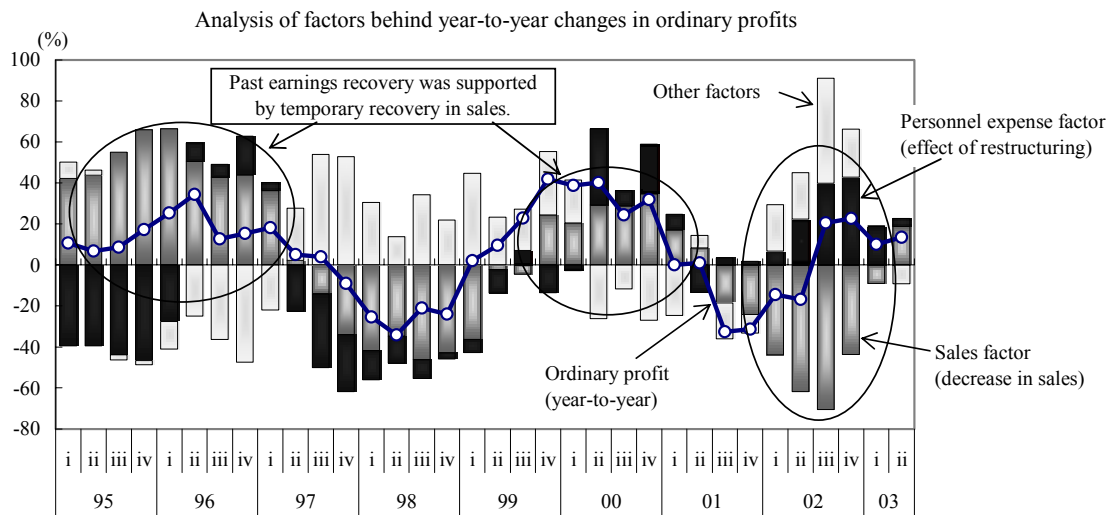 Analysis of factors behind year-to-year changes in ordinary profits
(%)
100
80
60
40
20
0
-20
-40
-60
-80
Past earnings recovery was supported
by temporary recovery in sales.
Other factors
Personnel expense factor
(effect of restructuring)
Ordinary profit
(year-to-year)
Sales factor
(decrease in sales)
i ii iii iv i ii iii iv i ii iii iv i ii iii iv i ii iii iv i ii iii iv i ii iii iv i ii iii iv i ii
95 96 97 98 99 00 01 02 03